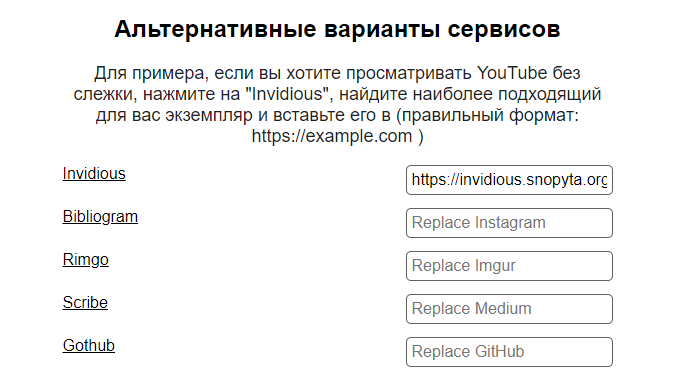 Альтернативные варианты сервисов
Для примера, если вы хотите просматривать YouTube без
слежки, нажмите на "Invidious", найдите наиболее подходящий
для вас экземпляр и вставьте его в (правильный формат:
https://example.com )
Invidious https://invidious.snopyta.org
Bibliogram Replace Instagram
Rimgo Replace Imgur
Scribe Replace Medium
Gothub Replace GitHub